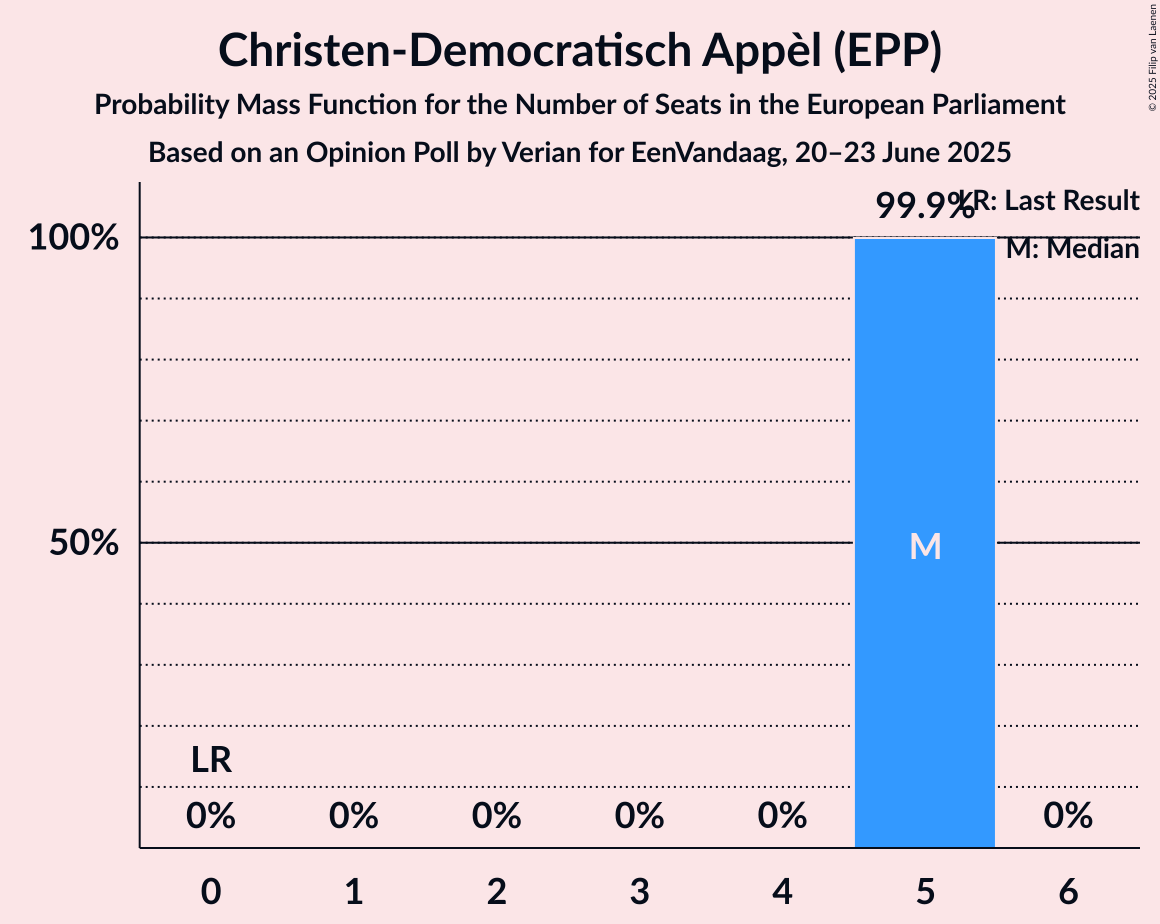 Christen-Democratisch Appèl (EPP)
Probability Mass Function for the Number of Seats in the European Parliament
Based on an Opinion Poll by Verian for EenVandaag, 20–23 June 2025
© 2025 Filip van Laenen
99.9%
LR: Last Result
100%
M: Median
50%
M
LR
0% 0% 0% 0% 0% 0%
0 1 2 3 4 5 6